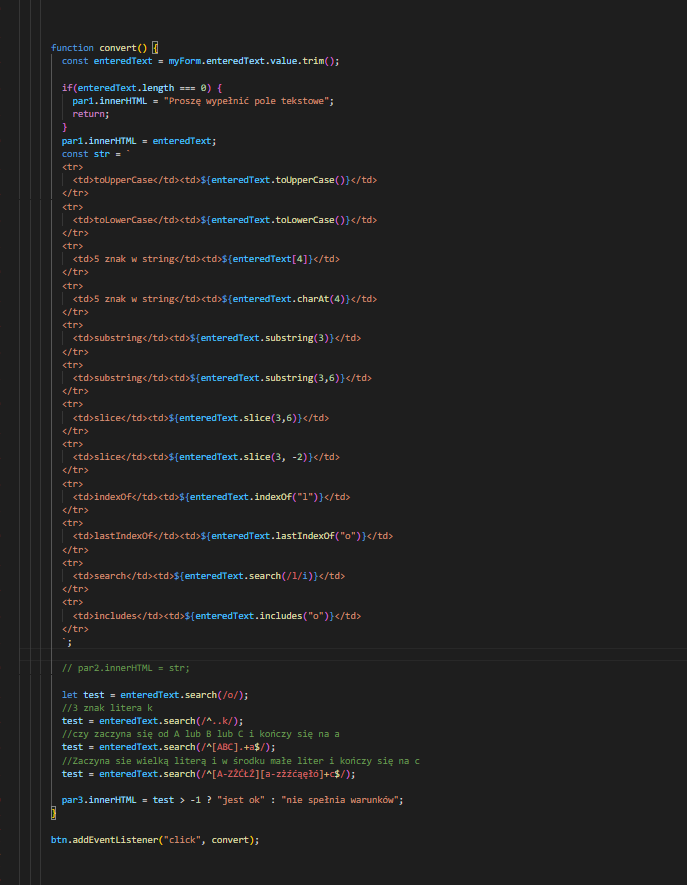 function convert() {
const enteredText = myForm.enteredText.value.trim();
if(enteredText.length === 0) {
par1.innerHTML = "Proszę wypełnić pole tekstowe";
return;
}
par1.innerHTML = enteredText;
const str = `
<tr>
<td>toUpperCase</td><td>${enteredText.toUpperCase()}</td>
</tr>
<tr>
<td>toLowerCase</td><td>${enteredText.toLowerCase()}</td>
</tr>
<tr>
<td>5 znak w string</td><td>${enteredText[4]}</td>
</tr>
<tr>
<td>5 znak w string</td><td>${enteredText.charAt(4)}</td>
</tr>
<tr>
<td>substring</td><td>${enteredText.substring(3)}</td>
</tr>
<tr>
<td>substring</td><td>${enteredText.substring(3,6)}</td>
</tr>
<tr>
<td>slice</td><td>${enteredText.slice(3,6)}</td>
</tr>
<tr>
<td>slice</td><td>${enteredText.slice(3, -2)}</td>
</tr>
<tr>
<td>indexOf</td><td>${enteredText.indexOf("l")}</td>
</tr>
<tr>
<td>lastIndexOf</td><td>${enteredText.lastIndexOf("o")}</td>
</tr>
<tr>
<td>search</td><td>${enteredText.search(/l/i)}</td>
</tr>
<tr>
<td>includes</td><td>${enteredText.includes("o")}</td>
</tr>
`;
// par2.innerHTML = str;
let test = enteredText.search(/o/);
//3 znak litera k
test = enteredText.search(/^..k/);
//czy zaczyna się od A lub B lub C i kończy się na a
test = enteredText.search(/^[ABC].+a$/);
//Zaczyna sie wielką literą i w środku małe liter i kończy się na c
test = enteredText.search(/^[A-ZŻĆŁŹ][a-zżźćąęłó]+c$/);
par3.innerHTML = test > -1 ? "jest ok" : "nie spełnia warunków";
}
btn.addEventListener("click", convert);